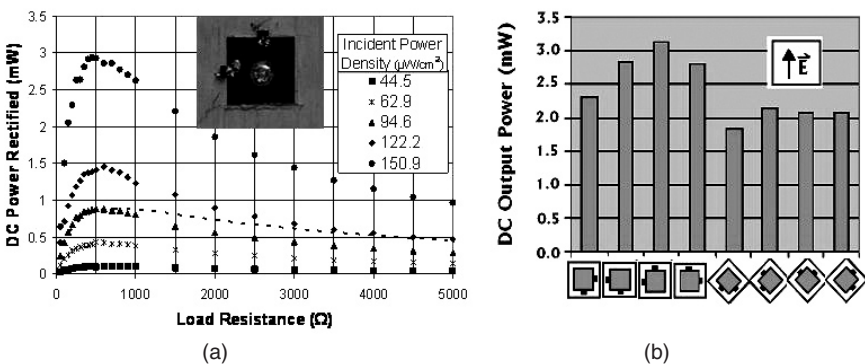 3.5
3
2.5
2
1.5
1
0.5
0
DC Power Rectified (mW)
0 1000 2000 3000 4000 5000
Load Resistance (Ω)
Incident Power
Density (μW/cm²)
44.5
62.9
94.6
122.2
150.9
(a)
3.5
3.0
2.5
2.0
1.5
1.0
0.5
0.0
DC Output Power (mW)
E
(b)